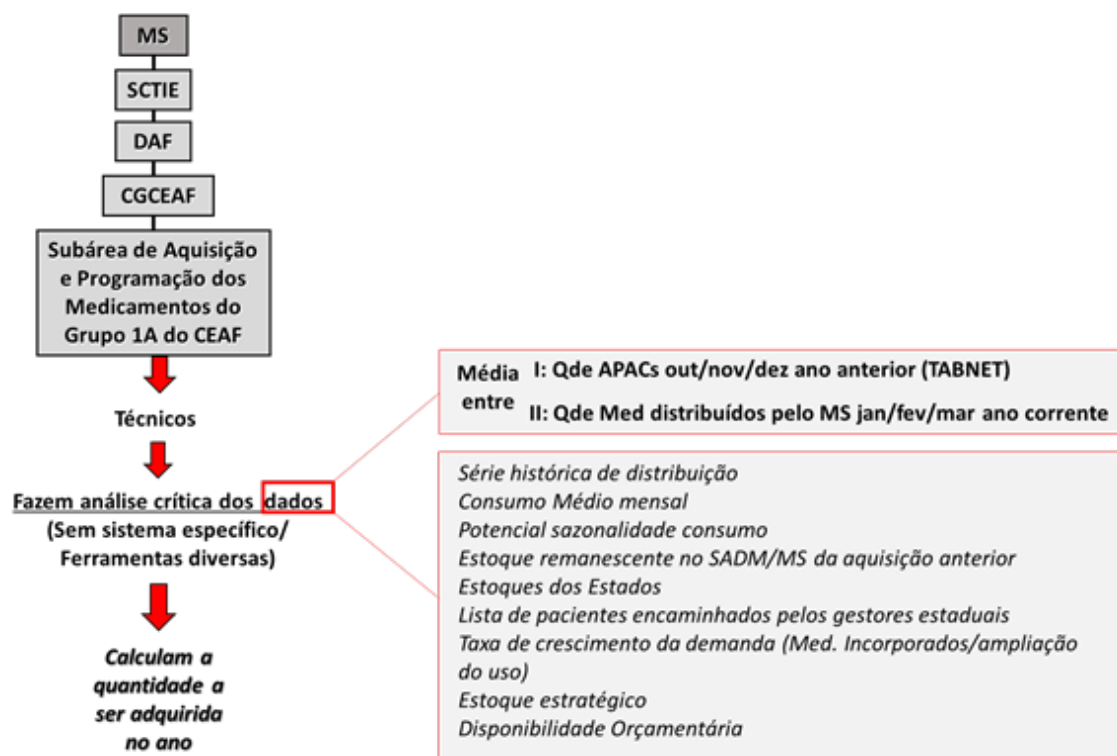 MS
SCTIE
DAF
CGCEAF
Subárea de Aquisição
e Programação dos
Medicamentos do
Grupo 1A do CEAF
Técnicos
Fazem análise crítica dos dados
(Sem sistema específico/
Ferramentas diversas)
Calculam a
quantidade a
ser adquirida
no ano
Média
entre
I: Qde APACs out/nov/dez ano anterior (TABNET)
II: Qde Med distribuídos pelo MS jan/fev/mar ano corrente
Série histórica de distribuição
Consumo Médio mensal
Potencial sazonalidade consumo
Estoque remanescente no SADM/MS da aquisição anterior
Estoques dos Estados
Lista de pacientes encaminhados pelos gestores estaduais
Taxa de crescimento da demanda (Med. Incorporados/ampliação
do uso)
Estoque estratégico
Disponibilidade Orçamentária